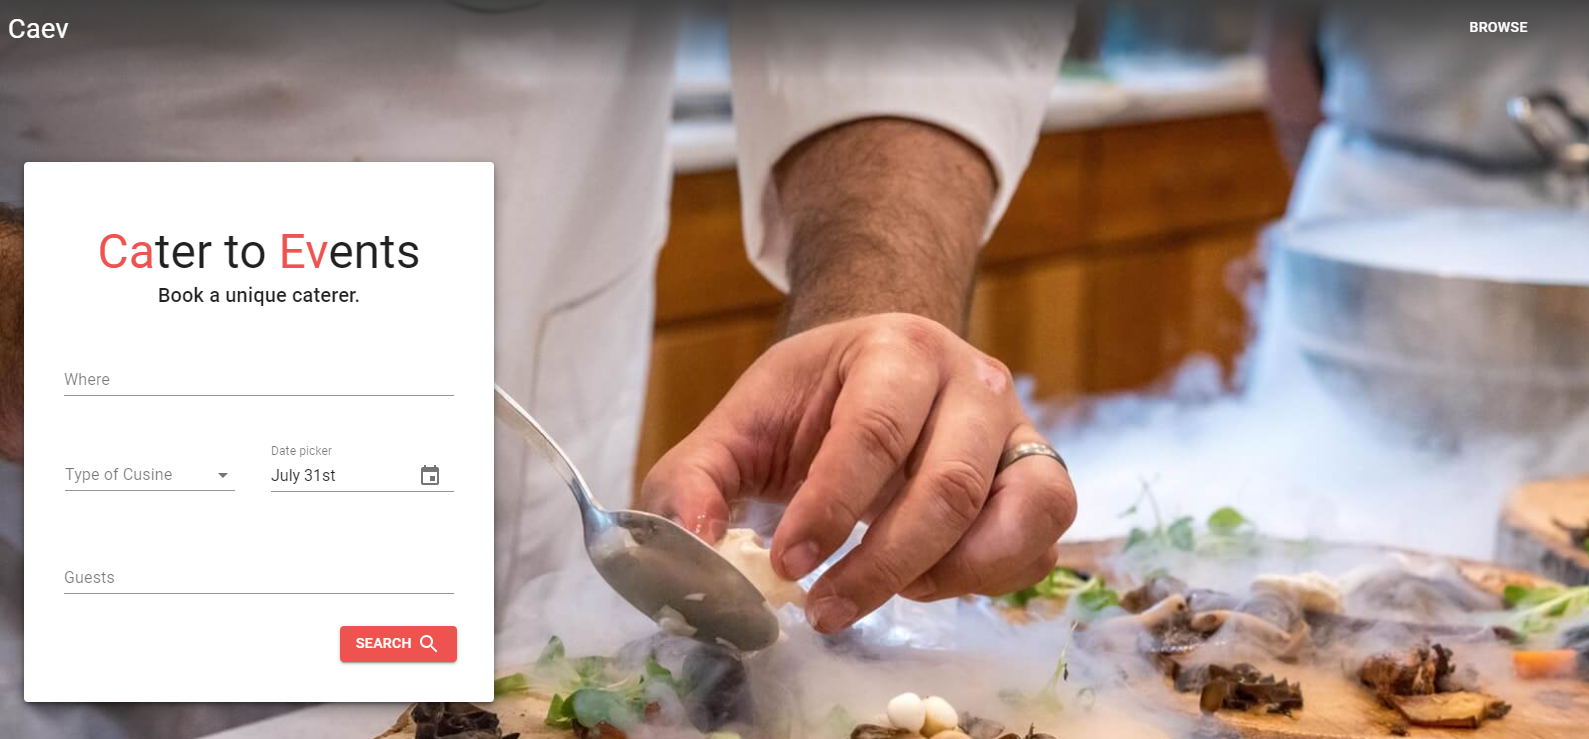 Caev
BROWSE
Cater to Events
Book a unique caterer.
Where
Date picker
Type of Cusine
July 31st
Guests
SEARCH